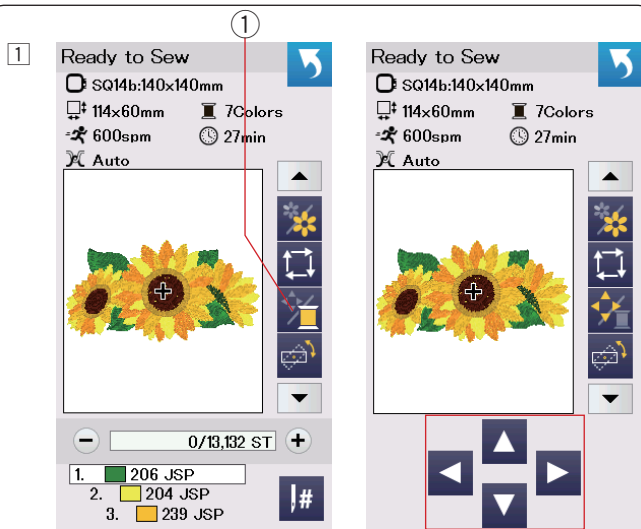 ①
1
Ready to Sew
SQ14b:140x140mm
114x60mm 7Colors
600spm 27min
Auto
0/13,132 ST
1. 206 JSP
2. 204 JSP
3. 239 JSP
#
Ready to Sew
SQ14b:140x140mm
114x60mm 7Colors
600spm 27min
Auto